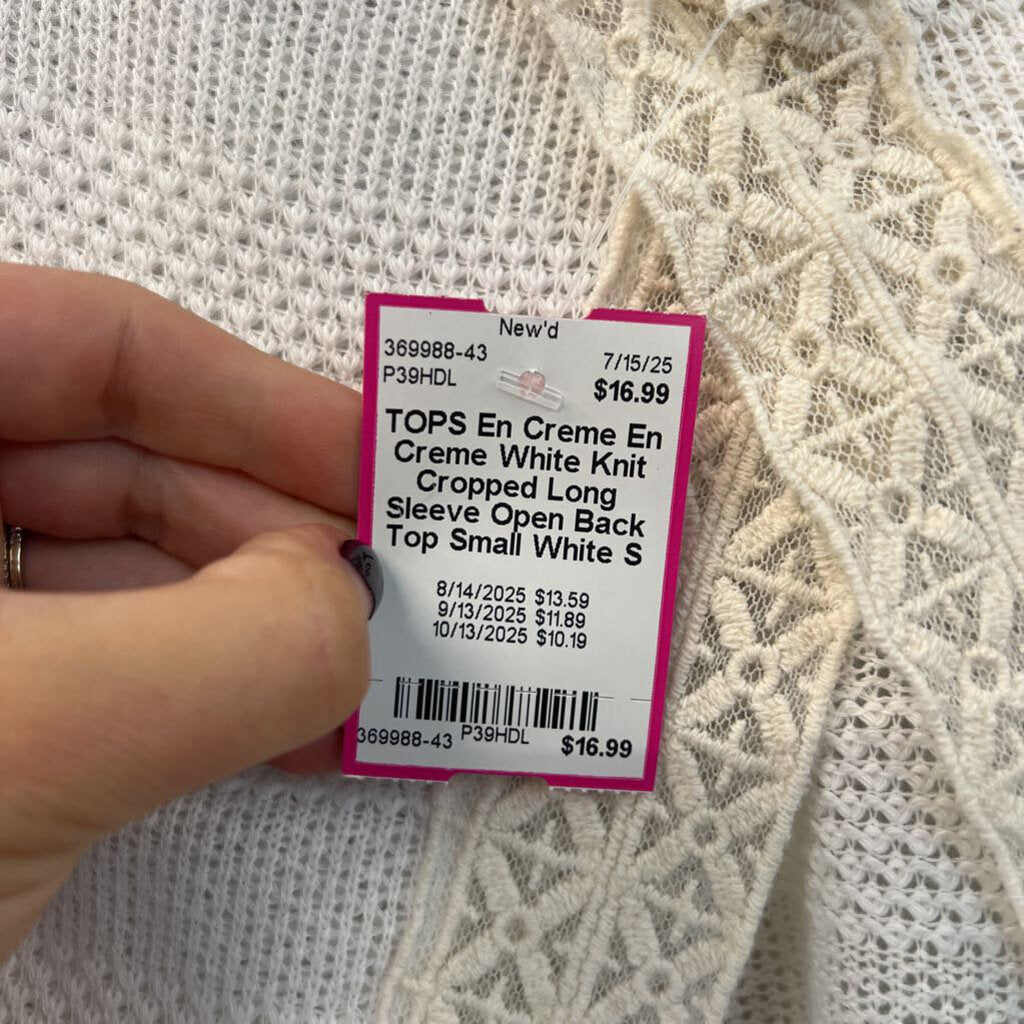 New'd
369988-43 7/15/25
P39HDL $16.99
TOPS En Creme En
Creme White Knit
Cropped Long
Sleeve Open Back
Top Small White S
8/14/2025 $13.59
9/13/2025 $11.89
10/13/2025 $10.19
369988-43 P39HDL $16.99